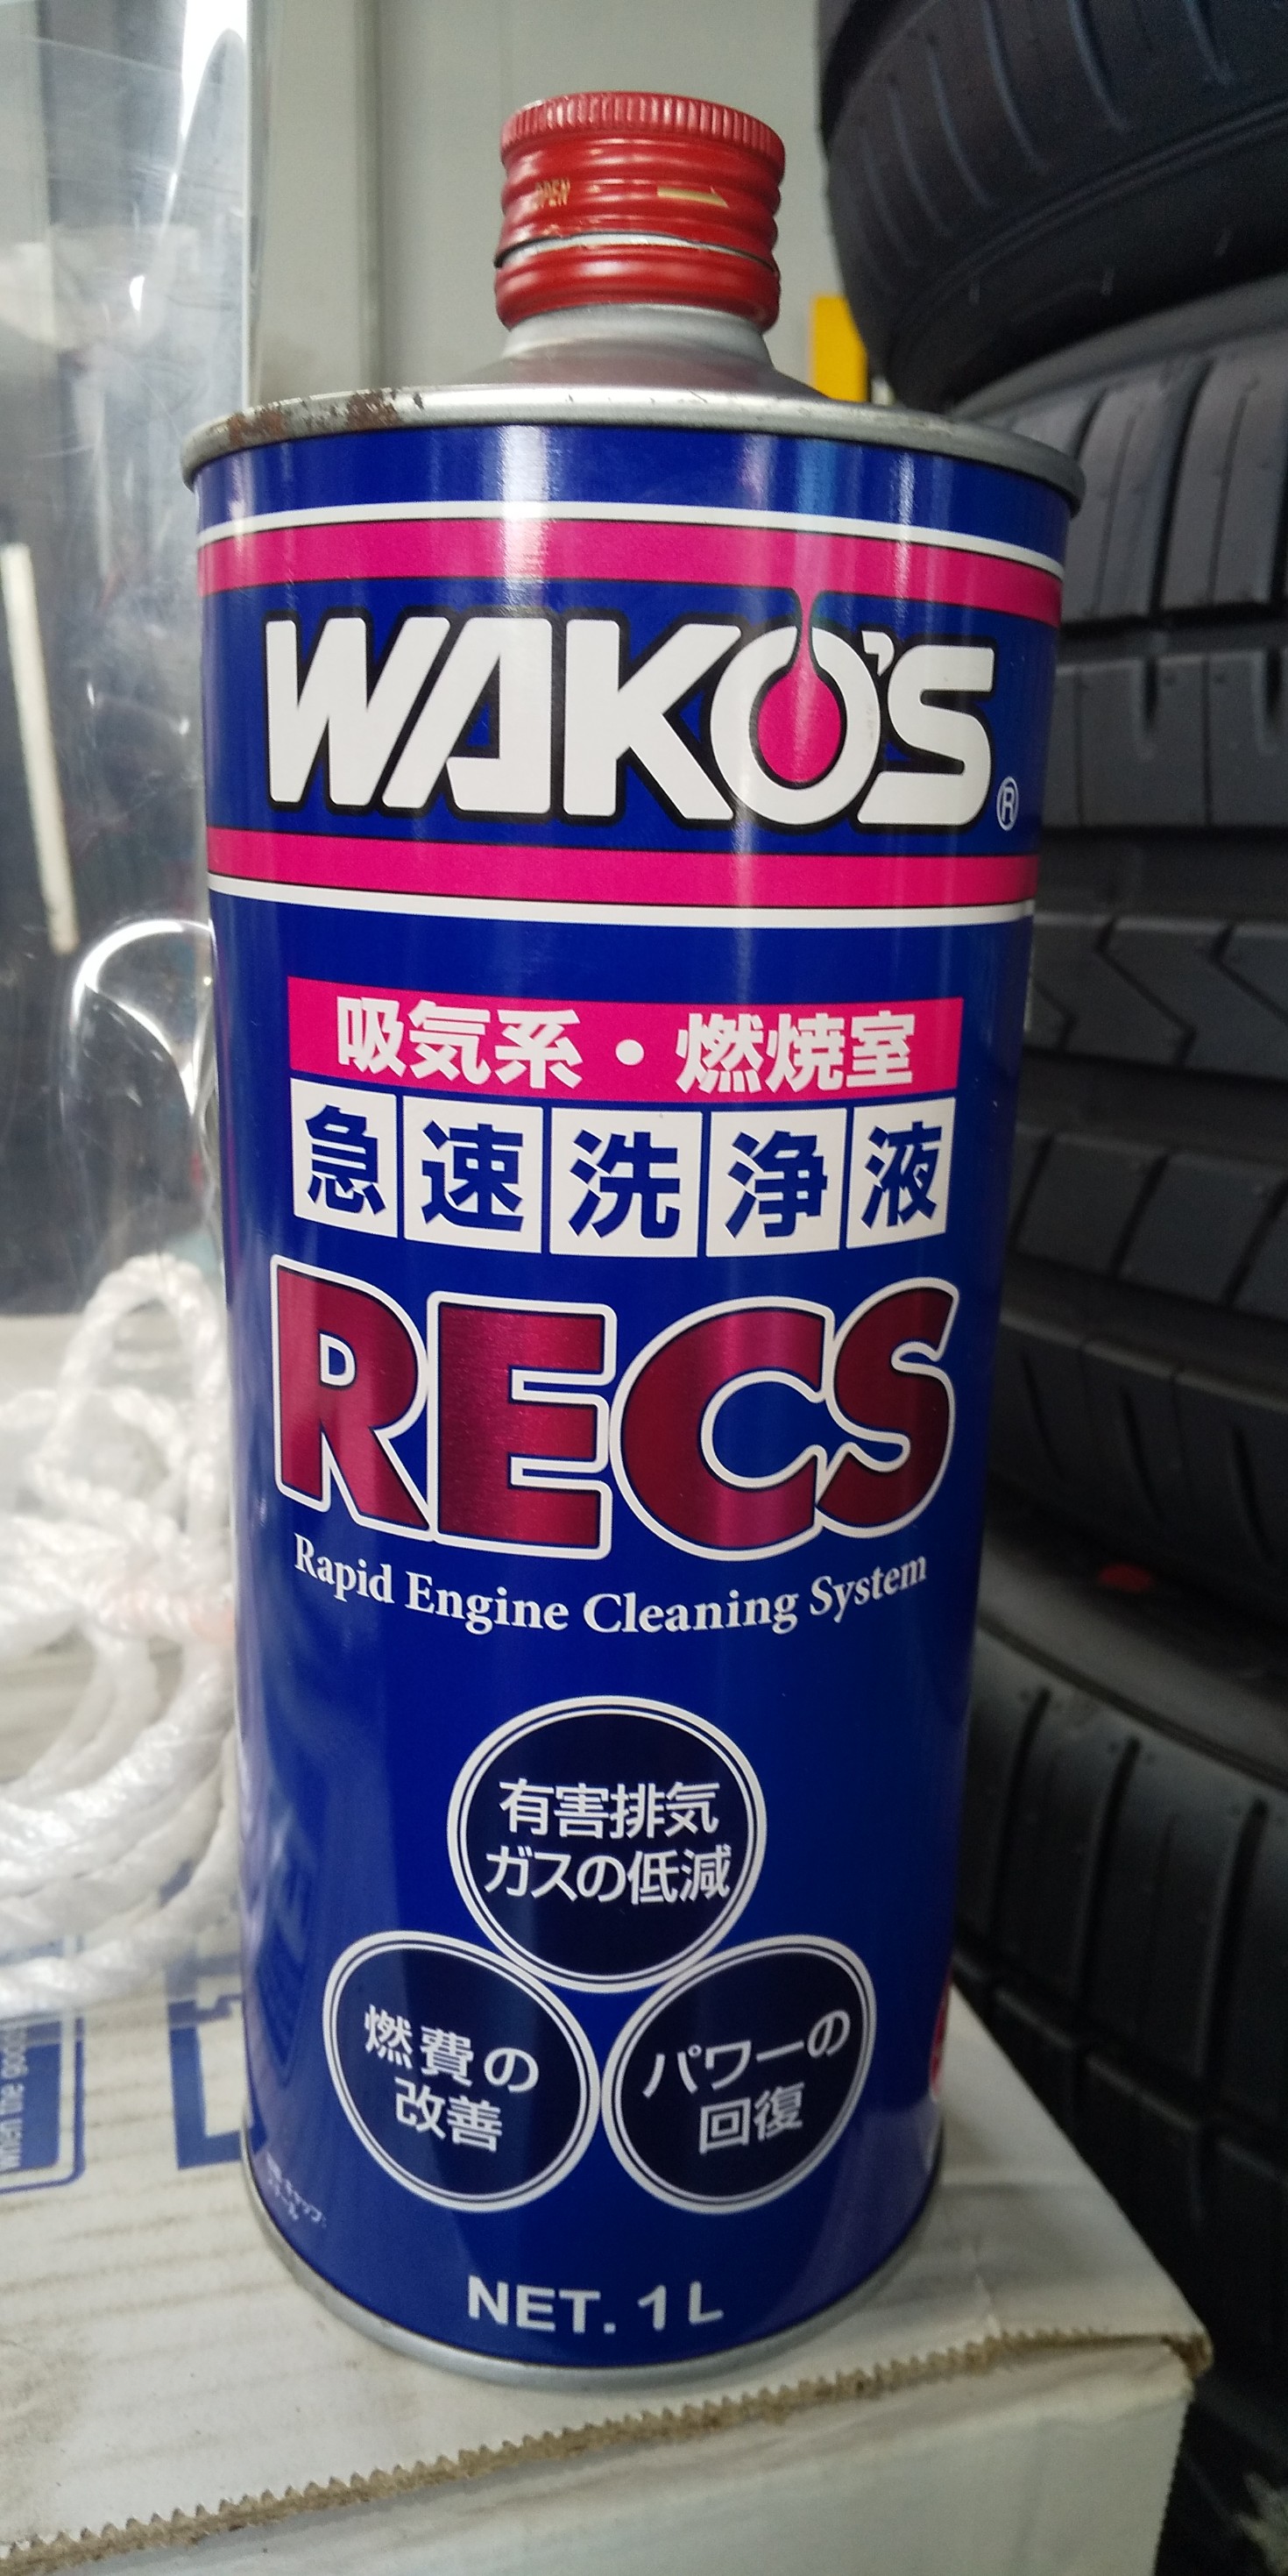 OPEN
WAKO'S®
吸気系・燃焼室
急速洗浄液
RECS
Rapid Engine Cleaning System
有害排気
ガスの低減
燃費の
改善
パワーの
回復
NET. 1L